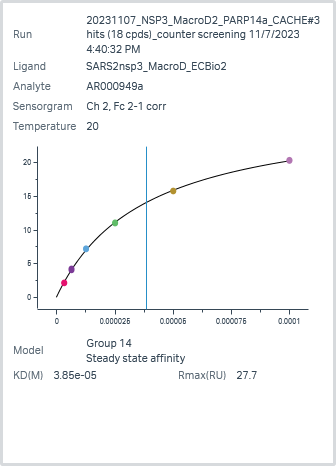 Run 20231107_NSP3_MacroD2_PARP14a_CACHE#3
hits (18 cpds)_counter screening 11/7/2023
4:40:32 PM
Ligand SARS2nsp3_MacroD_ECBio2
Analyte AR000949a
Sensorgram Ch 2, Fc 2-1 corr
Temperature 20
20
15
10
5
0
0 0.000025 0.00005 0.000075 0.0001
Model Group 14
Steady state affinity
KD(M) 3.85e-05 Rmax(RU) 27.7